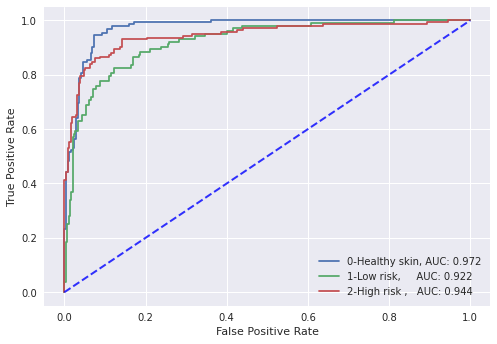 1.0
0.8
0.6
0.4
0.2
0.0
True Positive Rate
0-Healthy skin, AUC: 0.972
1-Low risk,     AUC: 0.922
2-High risk ,   AUC: 0.944
0.0 0.2 0.4 0.6 0.8 1.0
False Positive Rate